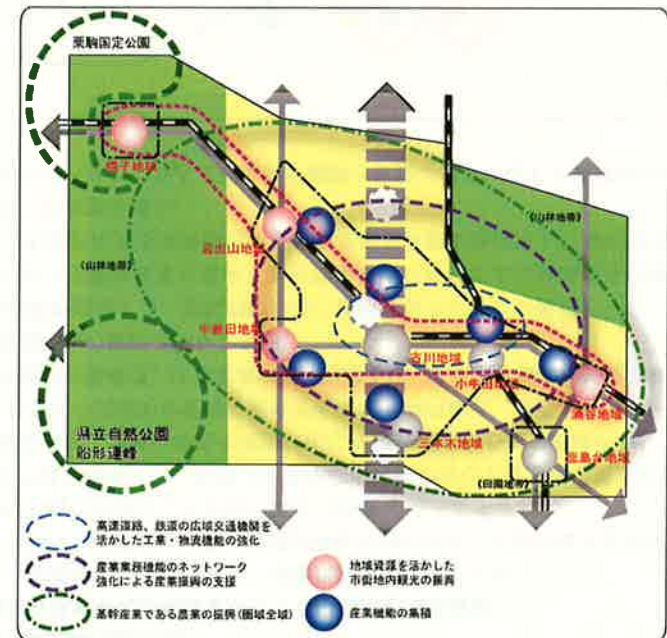 栗駒国定公園
鳴子地域
《山林地帯》
岩出山地域
《山林地帯》
中新田地域
古川地域
小牛田地域
涌谷地域
三本木地域
鹿島台地域
県立自然公園
船形連峰
《田園地帯》
高速道路、鉄道の広域交通機関を
活かした工業・物流機能の強化
産業業務機能のネットワーク
強化による産業振興の支援
基幹産業である農業の振興(圏域全域)
地域資源を活かした
市街地内観光の振興
産業機能の集積